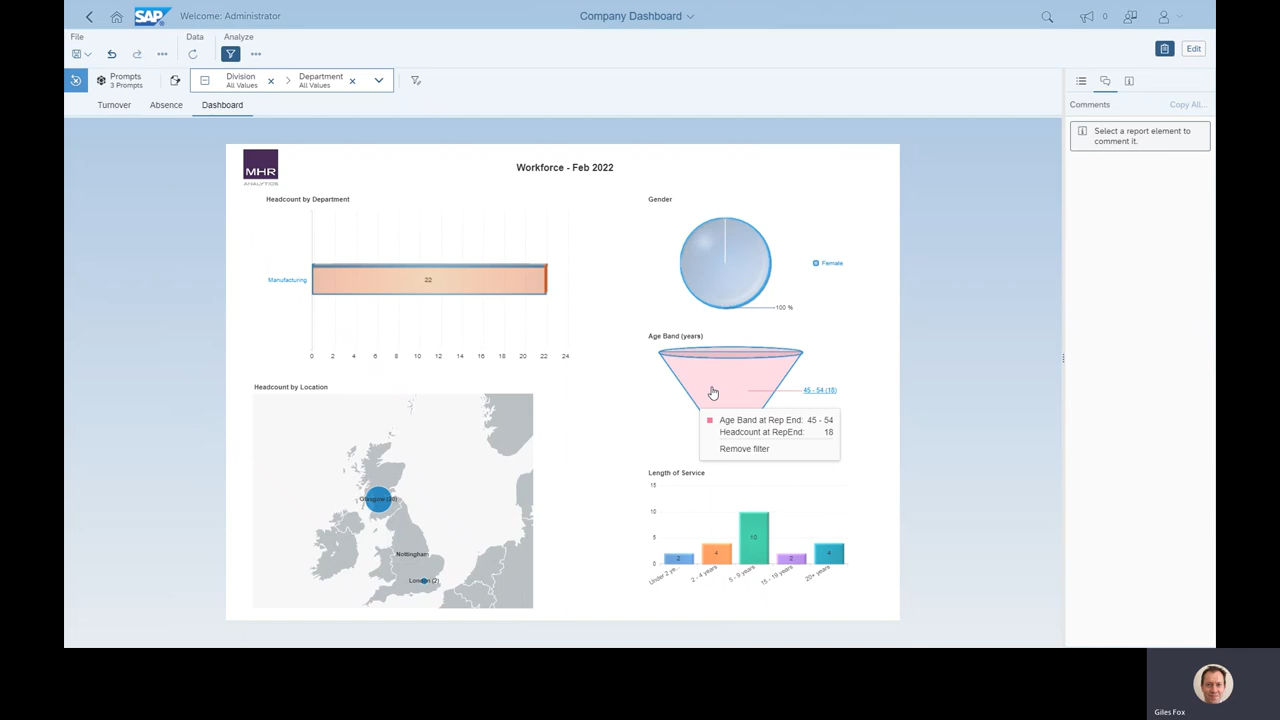 SAP Welcome: Administrator
Company Dashboard
0
File
Data
Analyze
Edit
Prompts
3 Prompts
Division
All Values
Department
All Values
Turnover
Absence
Dashboard
Comments
Copy All...
Select a report element to
comment it.
MHR
ANALYTICS
Workforce - Feb 2022
Headcount by Department
Manufacturing
22
0 2 4 6 8 10 12 14 16 18 20 22 24
Gender
Female
100 %
Age Band (years)
45 - 54 (18)
Age Band at Rep End: 45 - 54
Headcount at RepEnd: 18
Remove filter
Headcount by Location
Nottingham
London (2)
Length of Service
15
10
5
0
2
4
10
2
4
Under 2 ye...
2 - 4 years
5 - 9 years
15 - 19 years
20+ years
Giles Fox